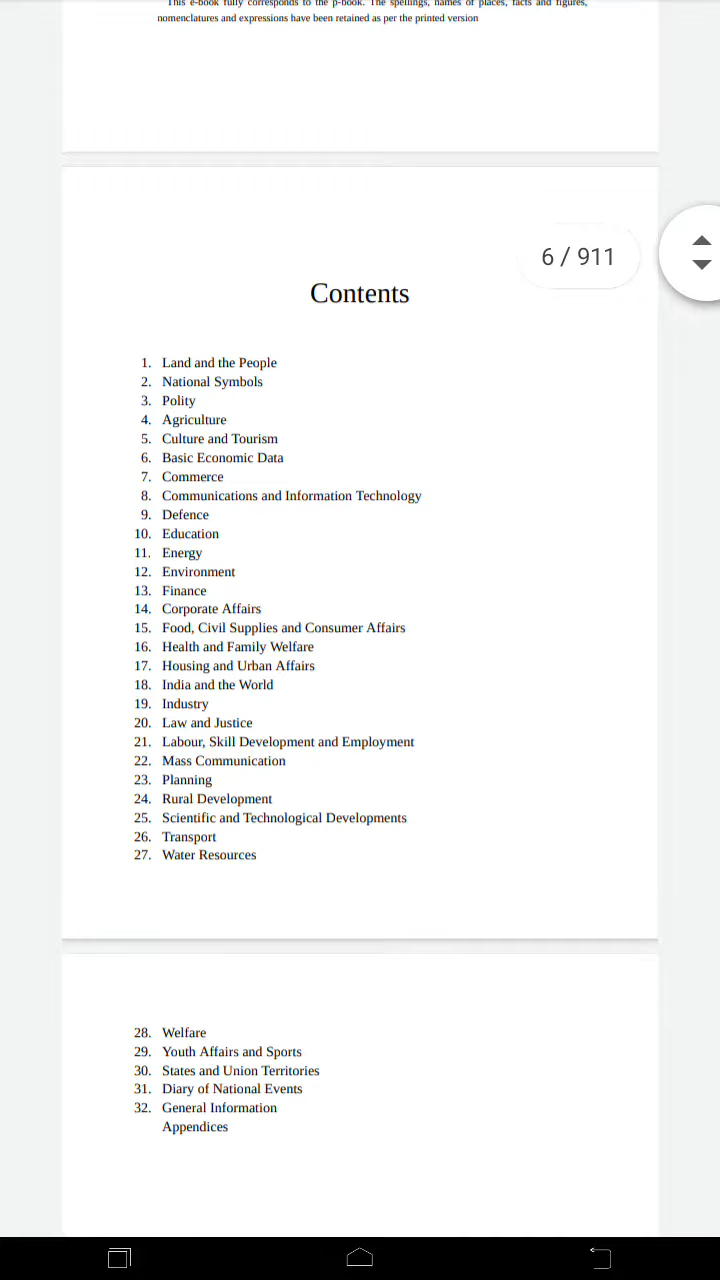 This e-book fully corresponds to the p-book. The spellings, names of places, facts and figures,
nomenclatures and expressions have been retained as per the printed version
6 / 911
Contents
1. Land and the People
2. National Symbols
3. Polity
4. Agriculture
5. Culture and Tourism
6. Basic Economic Data
7. Commerce
8. Communications and Information Technology
9. Defence
10. Education
11. Energy
12. Environment
13. Finance
14. Corporate Affairs
15. Food, Civil Supplies and Consumer Affairs
16. Health and Family Welfare
17. Housing and Urban Affairs
18. India and the World
19. Industry
20. Law and Justice
21. Labour, Skill Development and Employment
22. Mass Communication
23. Planning
24. Rural Development
25. Scientific and Technological Developments
26. Transport
27. Water Resources
28. Welfare
29. Youth Affairs and Sports
30. States and Union Territories
31. Diary of National Events
32. General Information
Appendices